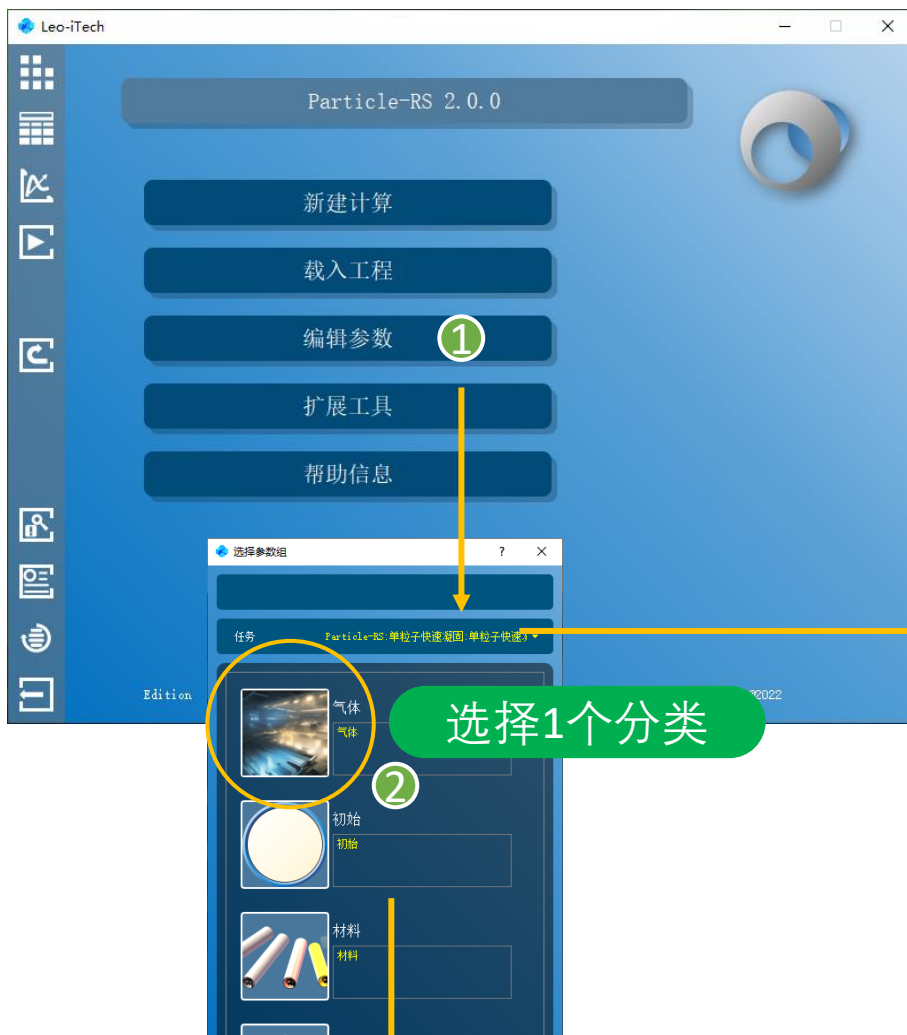 Leo-iTech
Particle-RS 2.0.0
新建计算
载入工程
编辑参数
1
扩展工具
帮助信息
选择参数组
任务
Particle-RS:单粒子快速凝固:单粒子快速
Edition
2022
气体
气体
选择1个分类
2
初始
初始
材料
材料